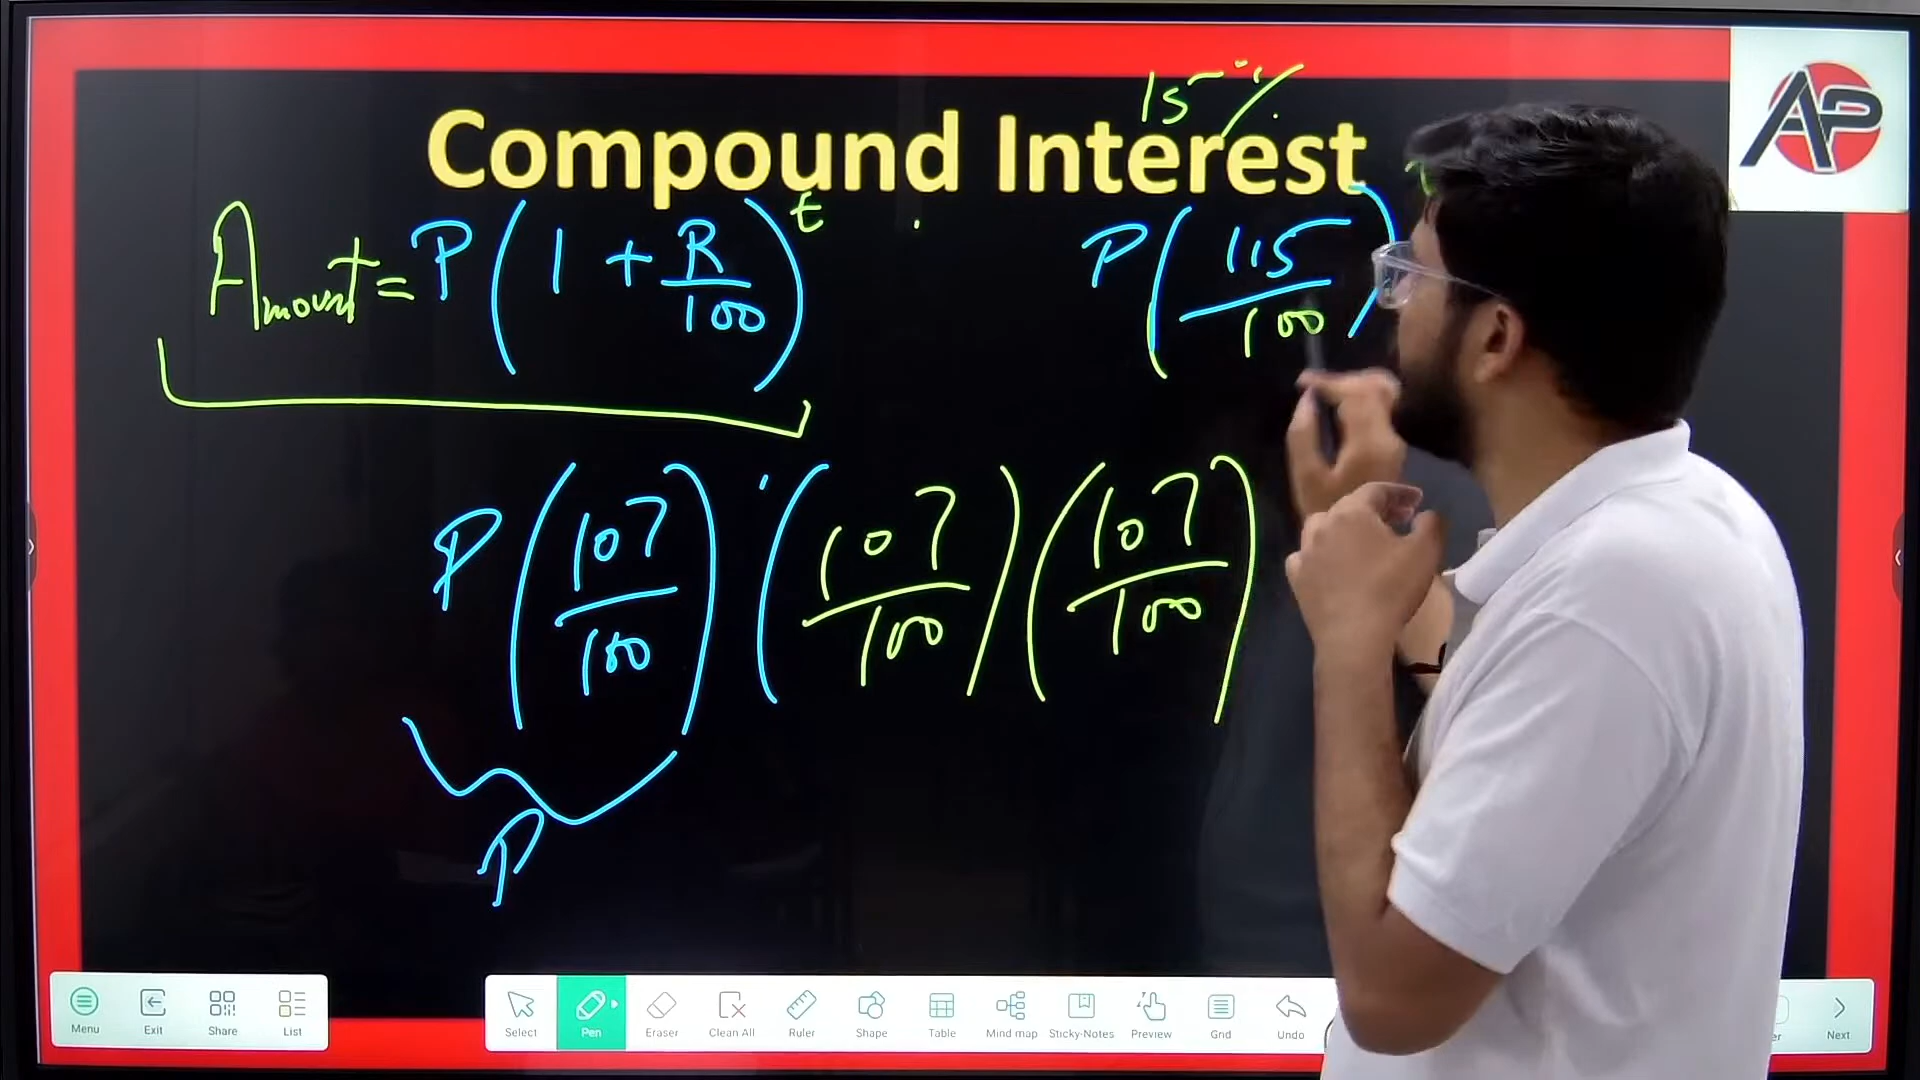 15%
AP
Compound Interest
Amount = P(1 + R/100)^t
P(115/100)
P(107/100)(107/100)(107/100)
P
Menu Exit Share List Select Pen Eraser Clean All Ruler Shape Table Mind map Sticky-Notes Preview Grid Undo Next